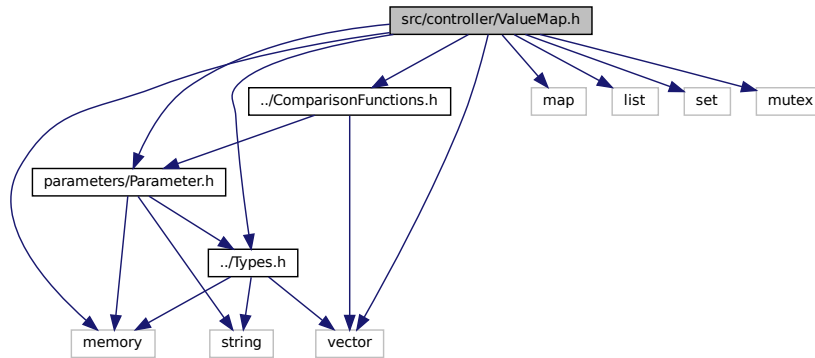 src/controller/ValueMap.h
../ComparisonFunctions.h
map
list
set
mutex
parameters/Parameter.h
../Types.h
memory
string
vector